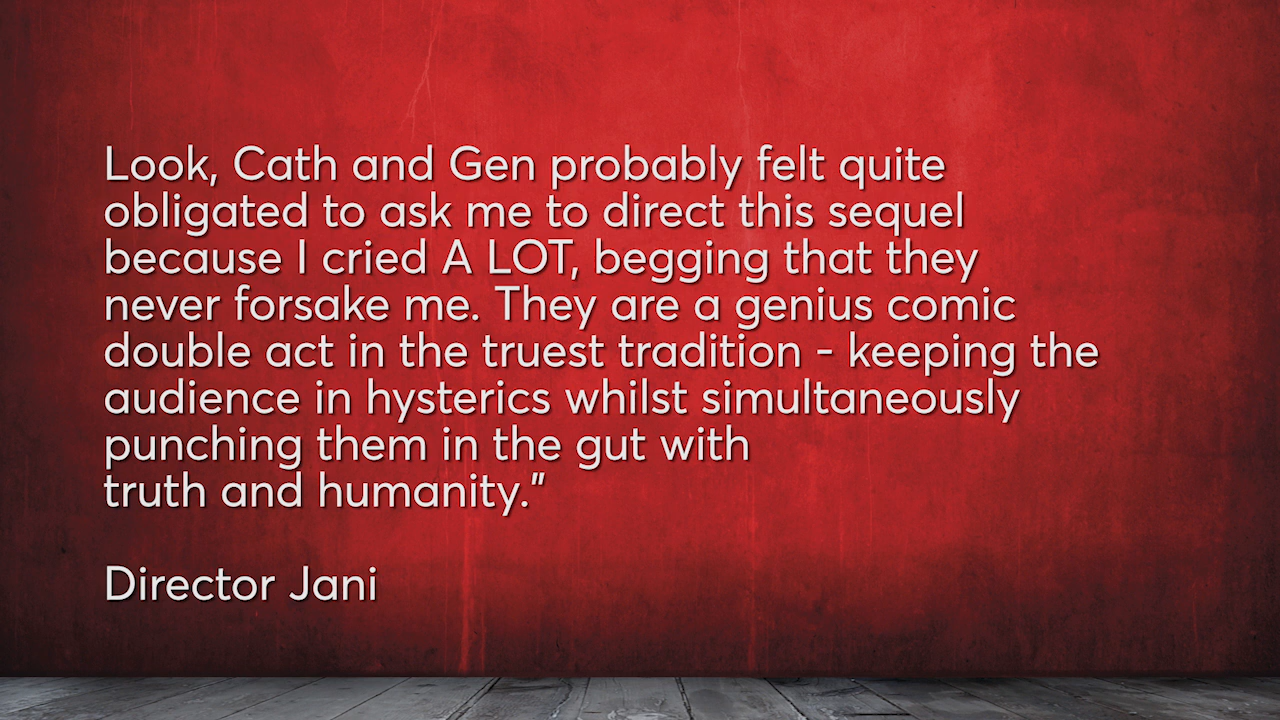 Look, Cath and Gen probably felt quite
obligated to ask me to direct this sequel
because I cried A LOT, begging that they
never forsake me. They are a genius comic
double act in the truest tradition - keeping the
audience in hysterics whilst simultaneously
punching them in the gut with
truth and humanity.”
Director Jani